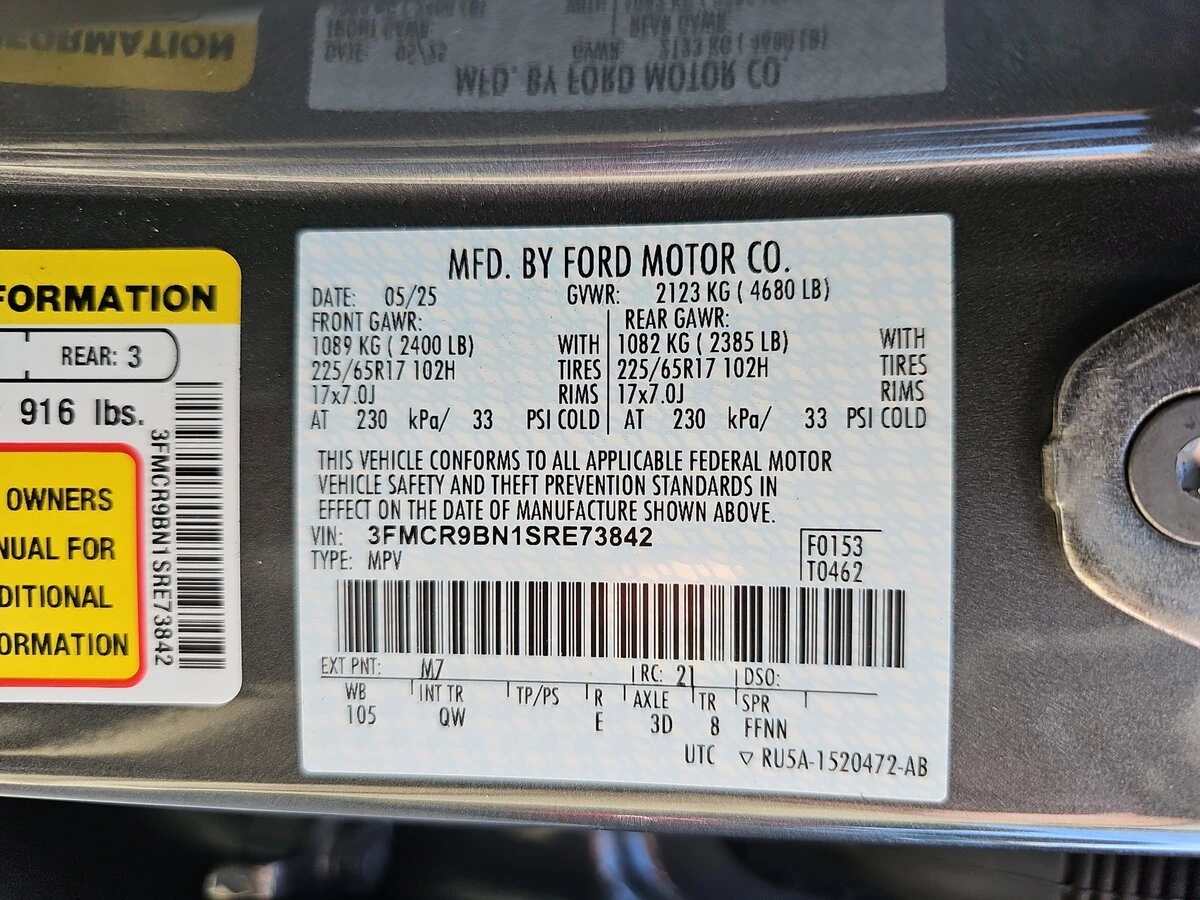 FORMATION
REAR: 3
916 lbs.
OWNERS
NUAL FOR
DITIONAL
ORMATION
3FMCR9BN1SRE73842
MFD. BY FORD MOTOR CO.
DATE: 05/25 GVWR: 2123 KG ( 4680 LB)
FRONT GAWR: REAR GAWR:
1089 KG ( 2400 LB) WITH 1082 KG ( 2385 LB) WITH
225/65R17 102H TIRES 225/65R17 102H TIRES
17x7.0J RIMS 17x7.0J RIMS
AT 230 kPa/ 33 PSI COLD AT 230 kPa/ 33 PSI COLD
THIS VEHICLE CONFORMS TO ALL APPLICABLE FEDERAL MOTOR
VEHICLE SAFETY AND THEFT PREVENTION STANDARDS IN
EFFECT ON THE DATE OF MANUFACTURE SHOWN ABOVE.
VIN: 3FMCR9BN1SRE73842
TYPE: MPV
F0153
T0462
EXT PNT: M7 RC: 21 DSO:
WB INT TR TP/PS R AXLE TR SPR
105 QW E 3D 8 FFNN
UTC ▽ RU5A-1520472-AB